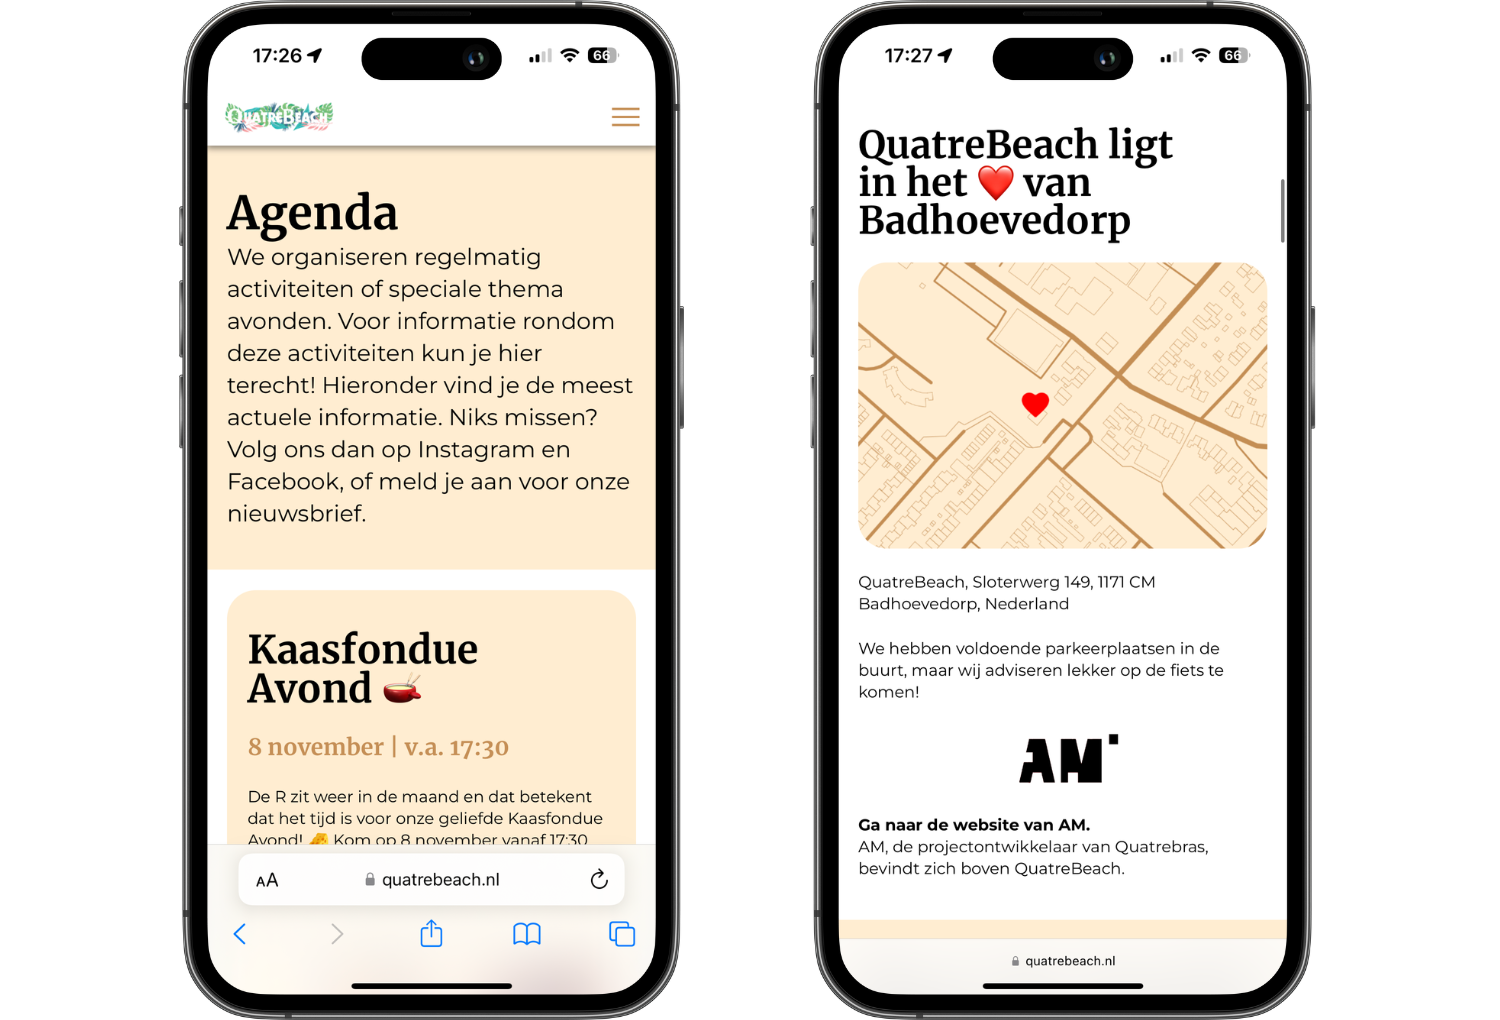 17:26
66
QUATREBEACH
Agenda
We organiseren regelmatig
activiteiten of speciale thema
avonden. Voor informatie rondom
deze activiteiten kun je hier
terecht! Hieronder vind je de meest
actuele informatie. Niks missen?
Volg ons dan op Instagram en
Facebook, of meld je aan voor onze
nieuwsbrief.
Kaasfondue
Avond 🫕
8 november | v.a. 17:30
De R zit weer in de maand en dat betekent
dat het tijd is voor onze geliefde Kaasfondue
Avond! 🧀 Kom op 8 november vanaf 17:30
AA
quatrebeach.nl
17:27
66
QuatreBeach ligt
in het ❤️ van
Badhoevedorp
QuatreBeach, Sloterwerg 149, 1171 CM
Badhoevedorp, Nederland
We hebben voldoende parkeerplaatsen in de
buurt, maar wij adviseren lekker op de fiets te
komen!
AM
Ga naar de website van AM.
AM, de projectontwikkelaar van Quatrebras,
bevindt zich boven QuatreBeach.
quatrebeach.nl